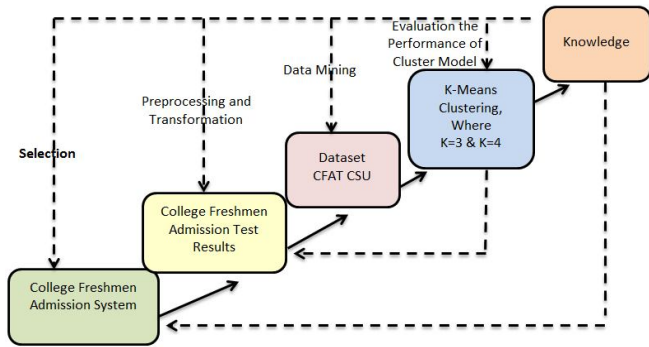 Evaluation the
Performance of
Cluster Model
Knowledge
Data Mining
K-Means
Clustering,
Where
K=3 & K=4
Preprocessing and
Transformation
Dataset
CFAT CSU
Selection
College Freshmen
Admission Test
Results
College Freshmen
Admission System